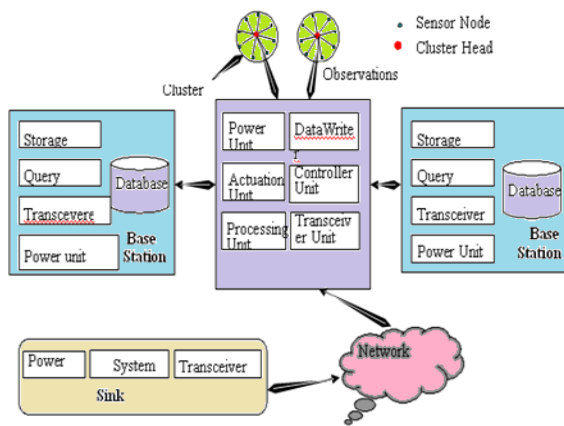 Sensor Node
Cluster Head
Cluster
Observations
Storage
Query
Transcevere
Power unit
Database
Base
Station
Power
Unit
DataWrite
r
Actuation
Unit
Controller
Unit
Processing
Unit
Transceiv
er Unit
Storage
Query
Transceiver
Power Unit
Database
Base
Station
Network
Power
System
Transceiver
Sink